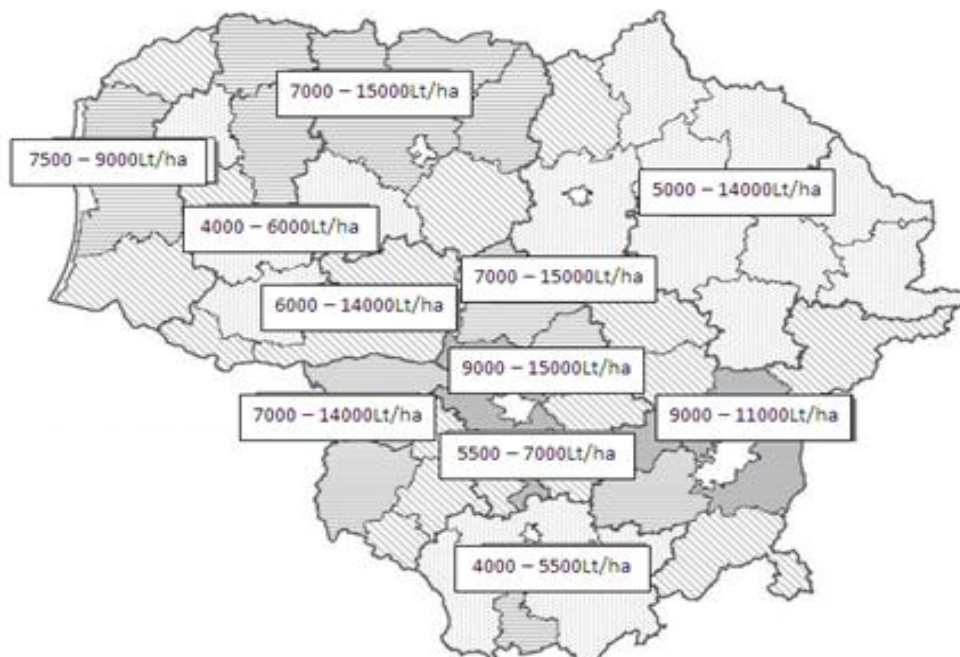 7000 – 15000Lt/ha
7500 – 9000Lt/ha
5000 – 14000Lt/ha
4000 – 6000Lt/ha
7000 – 15000Lt/ha
6000 – 14000Lt/ha
9000 – 15000Lt/ha
7000 – 14000Lt/ha
9000 – 11000Lt/ha
5500 – 7000Lt/ha
4000 – 5500Lt/ha